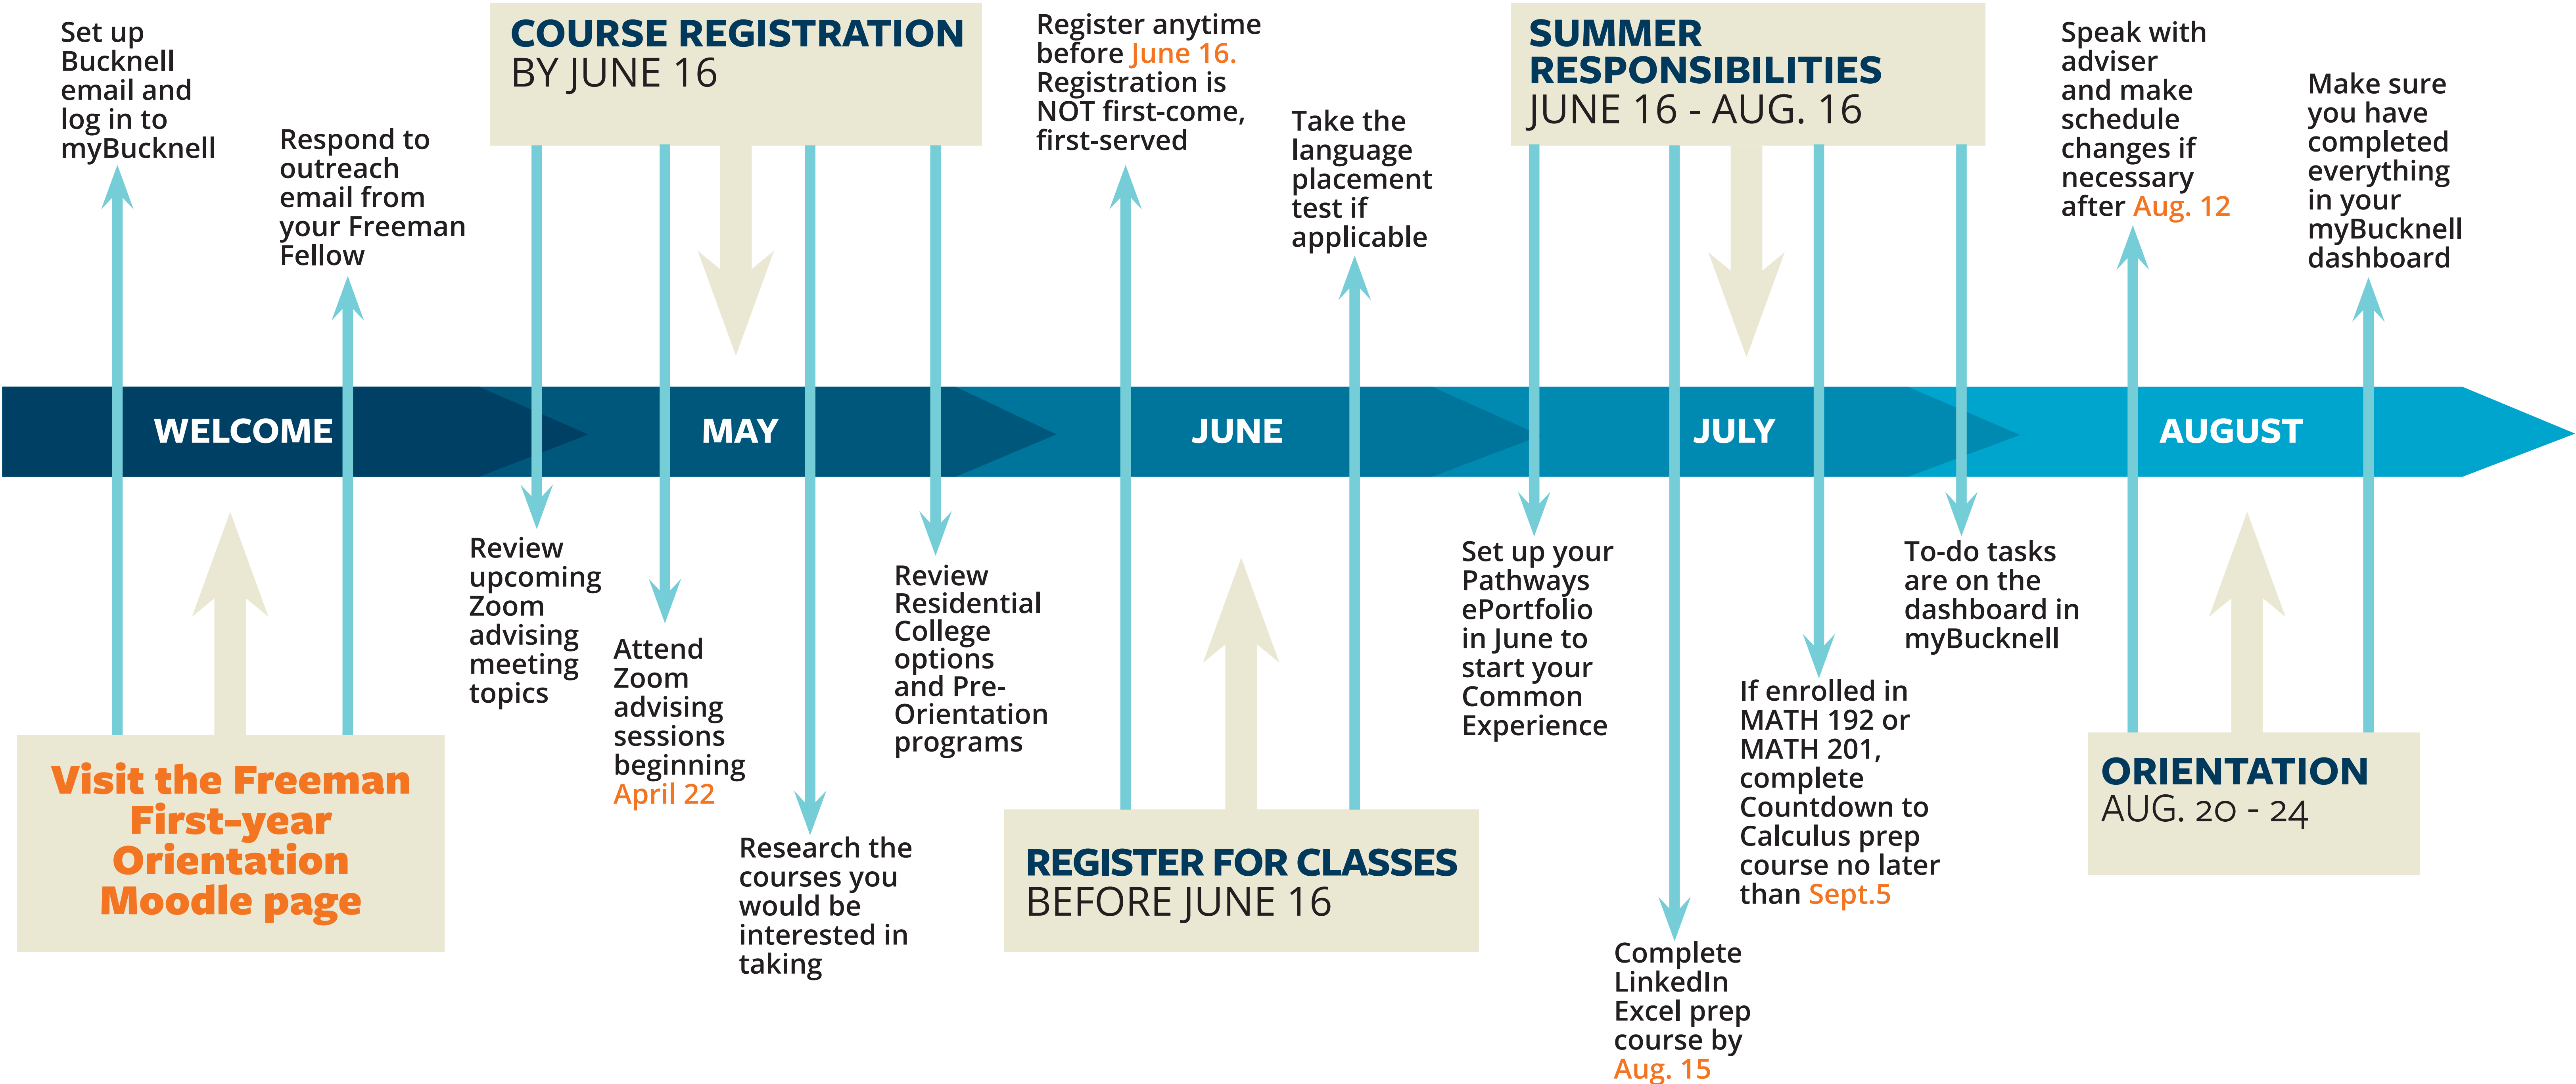 Set up
Bucknell
email and
log in to
myBucknell
Respond to
outreach
email from
your Freeman
Fellow
COURSE REGISTRATION
BY JUNE 16
Register anytime
before June 16.
Registration is
NOT first-come,
first-served
Take the
language
placement
test if
applicable
SUMMER
RESPONSIBILITIES
JUNE 16 - AUG. 16
Speak with
adviser
and make
schedule
changes if
necessary
after Aug. 12
Make sure
you have
completed
everything
in your
myBucknell
dashboard
WELCOME
MAY
JUNE
JULY
AUGUST
Visit the Freeman
First-year
Orientation
Moodle page
Review
upcoming
Zoom
advising
meeting
topics
Attend
Zoom
advising
sessions
beginning
April 22
Research the
courses you
would be
interested in
taking
Review
Residential
College
options
and Pre-
Orientation
programs
REGISTER FOR CLASSES
BEFORE JUNE 16
Set up your
Pathways
ePortfolio
in June to
start your
Common
Experience
Complete
LinkedIn
Excel prep
course by
Aug. 15
If enrolled in
MATH 192 or
MATH 201,
complete
Countdown to
Calculus prep
course no later
than Sept.5
To-do tasks
are on the
dashboard in
myBucknell
ORIENTATION
AUG. 20 - 24